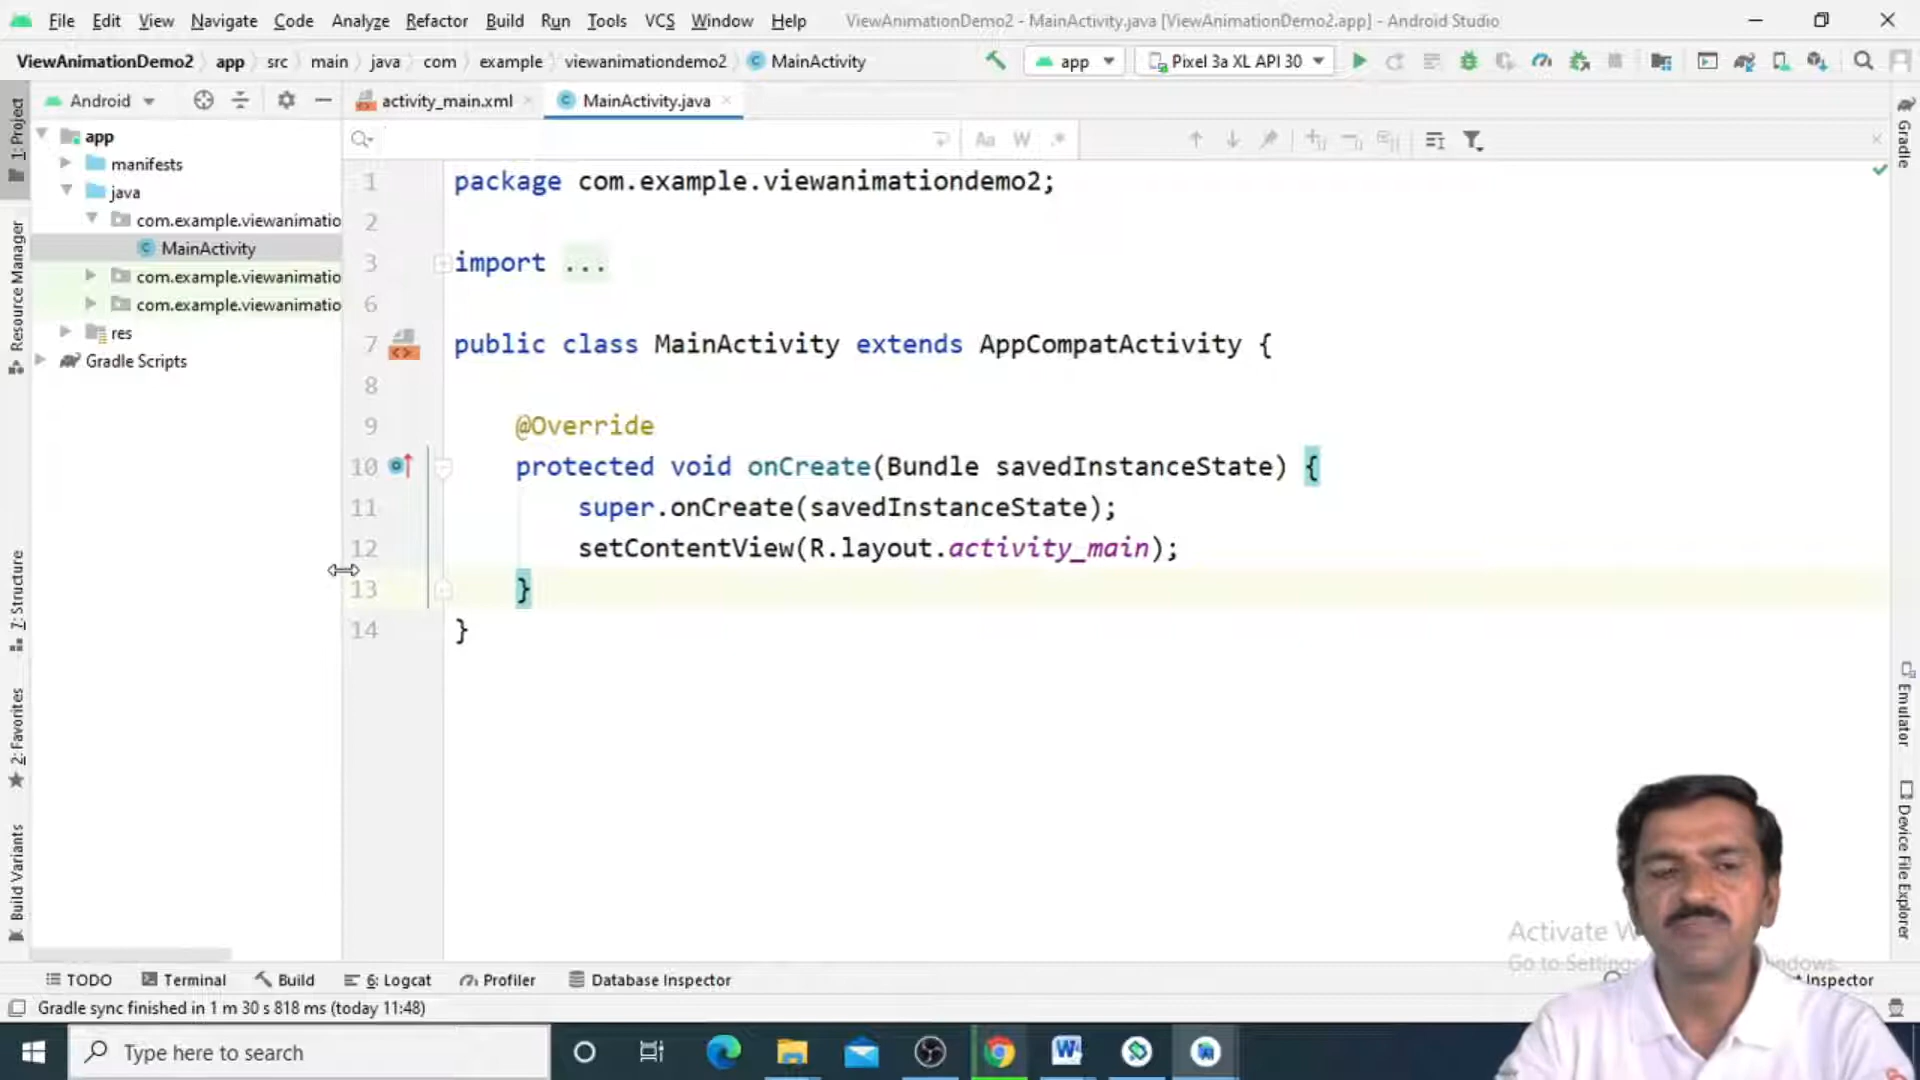 File Edit View Navigate Code Analyze Refactor Build Run Tools VCS Window Help ViewAnimationDemo2 - MainActivity.java [ViewAnimationDemo2.app] - Android Studio
ViewAnimationDemo2 app src main java com example viewanimationdemo2 MainActivity app Pixel 3a XL API 30
Android activity_main.xml MainActivity.java
Aa W .*
app
manifests
java
com.example.viewanimatio
MainActivity
com.example.viewanimatio
com.example.viewanimatio
res
Gradle Scripts
1: Project
Resource Manager
7: Structure
2: Favorites
Build Variants
1 package com.example.viewanimationdemo2;
2
3 import ...
6
7 public class MainActivity extends AppCompatActivity {
8
9 @Override
10 protected void onCreate(Bundle savedInstanceState) {
11 super.onCreate(savedInstanceState);
12 setContentView(R.layout.activity_main);
13 }
14 }
Gradle
Emulator
Device File Explorer
Activate W
Go to Settings ndows.
TODO Terminal Build 6: Logcat Profiler Database Inspector t Inspector
Gradle sync finished in 1 m 30 s 818 ms (today 11:48)
Type here to search